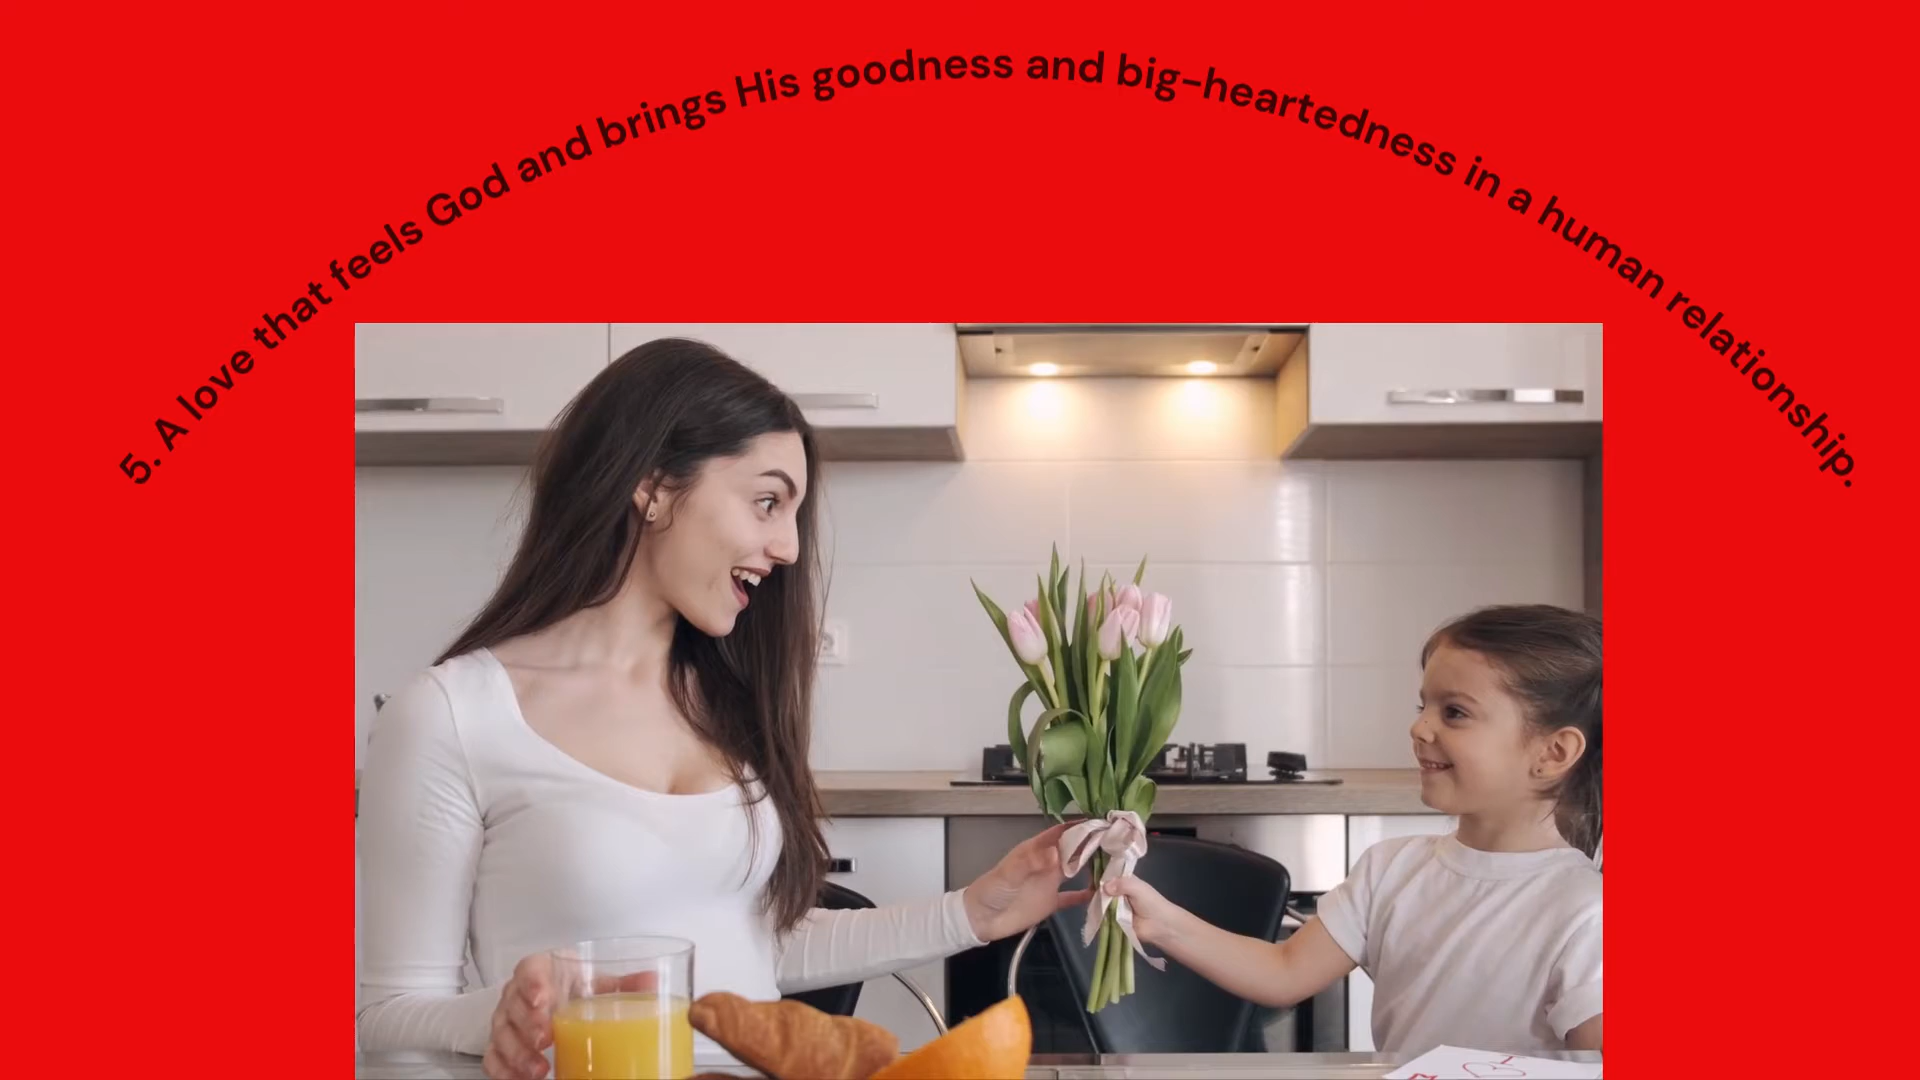 5. A love that feels God and brings His goodness and big-heartedness in a human relationship.